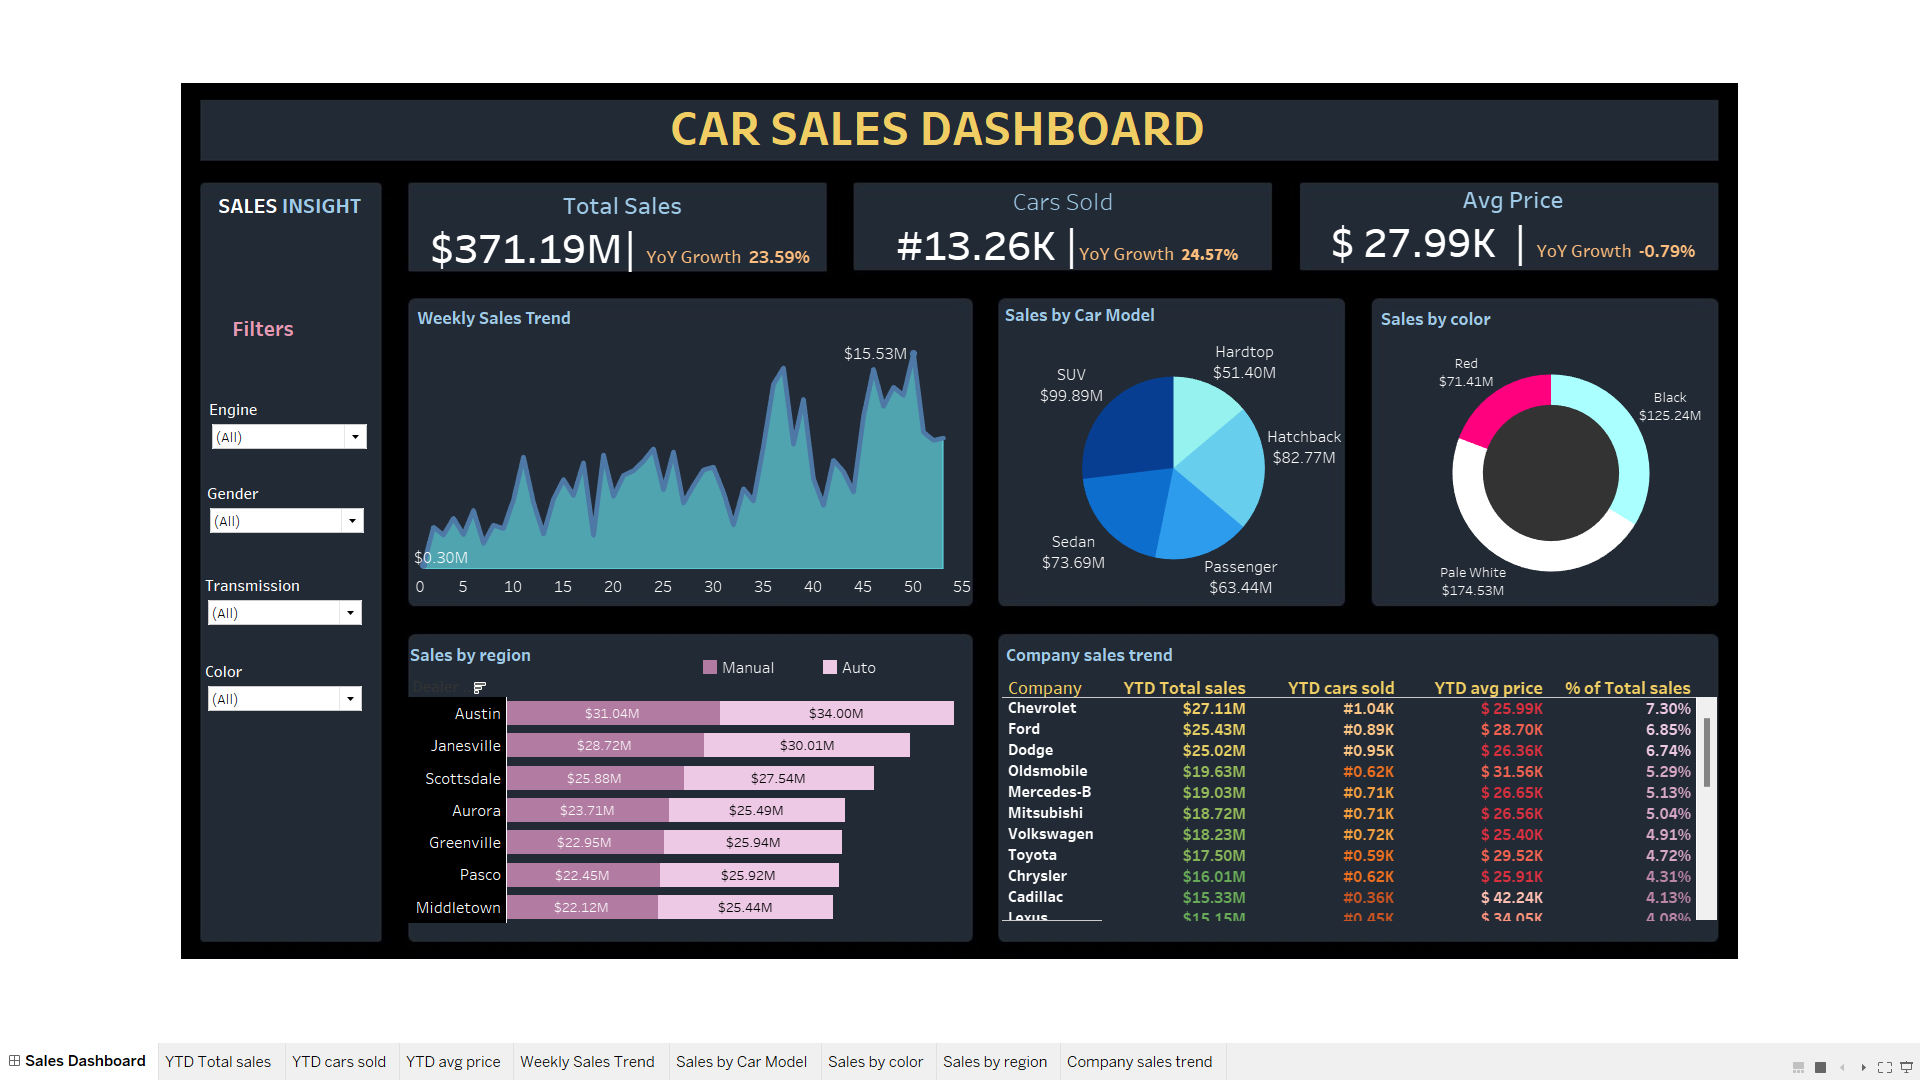 CAR SALES DASHBOARD
SALES INSIGHT
Filters
Engine
(All)
Gender
(All)
Transmission
(All)
Color
(All)
Total Sales
$371.19M| YoY Growth 23.59%
Cars Sold
#13.26K | YoY Growth 24.57%
Avg Price
$ 27.99K | YoY Growth -0.79%
Weekly Sales Trend
$15.53M
$0.30M
0 5 10 15 20 25 30 35 40 45 50 55
Sales by Car Model
Hardtop
$51.40M
SUV
$99.89M
Hatchback
$82.77M
Sedan
$73.69M
Passenger
$63.44M
Sales by color
Red
$71.41M
Black
$125.24M
Pale White
$174.53M
Sales by region
Manual Auto
Dealer
Austin $31.04M $34.00M
Janesville $28.72M $30.01M
Scottsdale $25.88M $27.54M
Aurora $23.71M $25.49M
Greenville $22.95M $25.94M
Pasco $22.45M $25.92M
Middletown $22.12M $25.44M
Company sales trend
Company YTD Total sales YTD cars sold YTD avg price % of Total sales
Chevrolet $27.11M #1.04K $ 25.99K 7.30%
Ford $25.43M #0.89K $ 28.70K 6.85%
Dodge $25.02M #0.95K $ 26.36K 6.74%
Oldsmobile $19.63M #0.62K $ 31.56K 5.29%
Mercedes-B $19.03M #0.71K $ 26.65K 5.13%
Mitsubishi $18.72M #0.71K $ 26.56K 5.04%
Volkswagen $18.23M #0.72K $ 25.40K 4.91%
Toyota $17.50M #0.59K $ 29.52K 4.72%
Chrysler $16.01M #0.62K $ 25.91K 4.31%
Cadillac $15.33M #0.36K $ 42.24K 4.13%
Lexus $15.15M #0.45K $ 34.05K 4.08%
Sales Dashboard YTD Total sales YTD cars sold YTD avg price Weekly Sales Trend Sales by Car Model Sales by color Sales by region Company sales trend